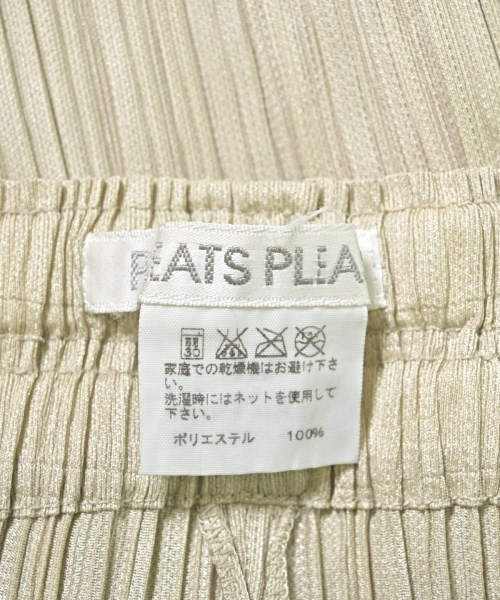 PLEATS PLEA
30
家庭での乾燥機はお避け下さ
い。
洗濯時にはネットを使用して
下さい。
ポリエステル 100%